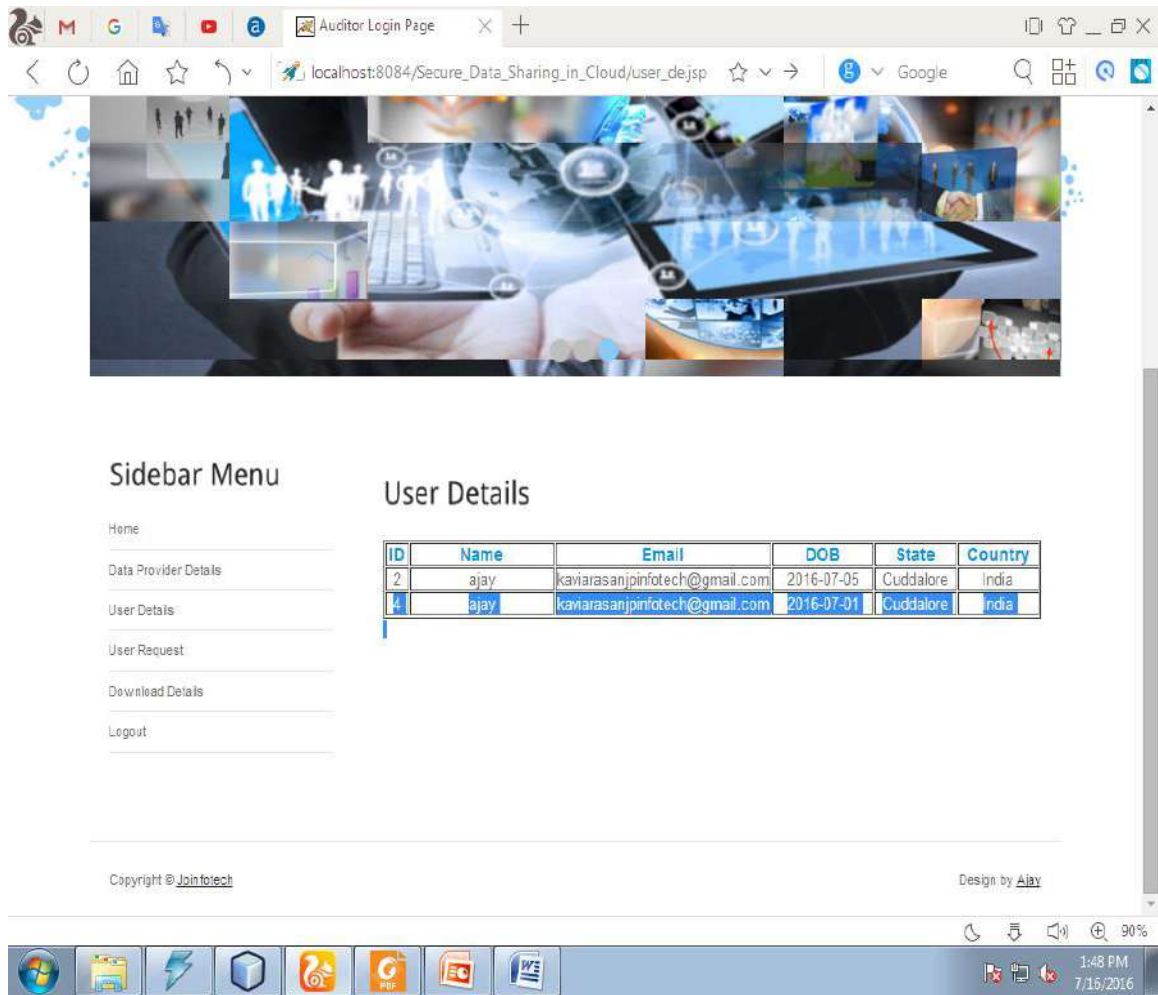 Auditor Login Page
localhost:8084/Secure_Data_Sharing_in_Cloud/user_de.jsp
Google
Sidebar Menu
Home
Data Provider Details
User Details
User Request
Download Details
Logout
User Details
ID Name Email DOB State Country
2 ajay kaviarasanjpinfotech@gmail.com 2016-07-05 Cuddalore India
4 ajay kaviarasanjpinfotech@gmail.com 2016-07-01 Cuddalore India
Copyright © Jpinfotech
Design by Ajay
90%
1:48 PM
7/16/2016